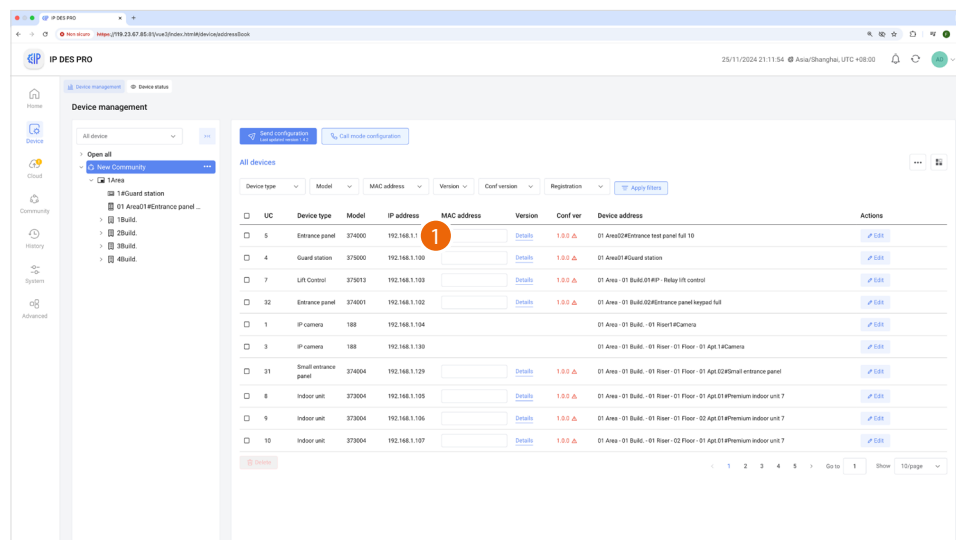 IP DES PRO
Non sicuro https://119.23.67.85:81/vue3/index.html#/device/addressBook
IP DES PRO
25/11/2024 21:11:54 Asia/Shanghai, UTC +08:00
AD
Home
Device
Cloud
Community
History
System
Advanced
Device management
Device status
Device management
All device
Open all
New Community
1Area
1#Guard station
01 Area01#Entrance panel ...
1Build.
2Build.
3Build.
4Build.
Send configuration
Call mode configuration
All devices
Device type Model MAC address Version Conf version Registration Apply filters
UC Device type Model IP address MAC address Version Conf ver Device address Actions
5 Entrance panel 374000 192.168.1.1 1 Details 1.0.0 01 Area02#Entrance test panel full 10 Edit
4 Guard station 375000 192.168.1.100 Details 1.0.0 01 Area01#Guard station Edit
7 Lift Control 375013 192.168.1.103 Details 1.0.0 01 Area - 01 Build.01#IP - Relay lift control Edit
32 Entrance panel 374001 192.168.1.102 Details 1.0.0 01 Area - 01 Build.02#Entrance panel keypad full Edit
1 IP camera 188 192.168.1.104 01 Area - 01 Build. - 01 Riser1#Camera Edit
3 IP camera 188 192.168.1.130 01 Area - 01 Build. - 01 Riser - 01 Floor - 01 Apt.1#Camera Edit
31 Small entrance panel 374004 192.168.1.129 Details 1.0.0 01 Area - 01 Build. - 01 Riser - 01 Floor - 01 Apt.02#Small entrance panel Edit
8 Indoor unit 373004 192.168.1.105 Details 1.0.0 01 Area - 01 Build. - 01 Riser - 01 Floor - 01 Apt.01#Premium indoor unit 7 Edit
9 Indoor unit 373004 192.168.1.106 Details 1.0.0 01 Area - 01 Build. - 01 Riser - 01 Floor - 02 Apt.01#Premium indoor unit 7 Edit
10 Indoor unit 373004 192.168.1.107 Details 1.0.0 01 Area - 01 Build. - 01 Riser - 02 Floor - 01 Apt.01#Premium indoor unit 7 Edit
Delete
1 2 3 4 5 Go to 1 Show 10/page